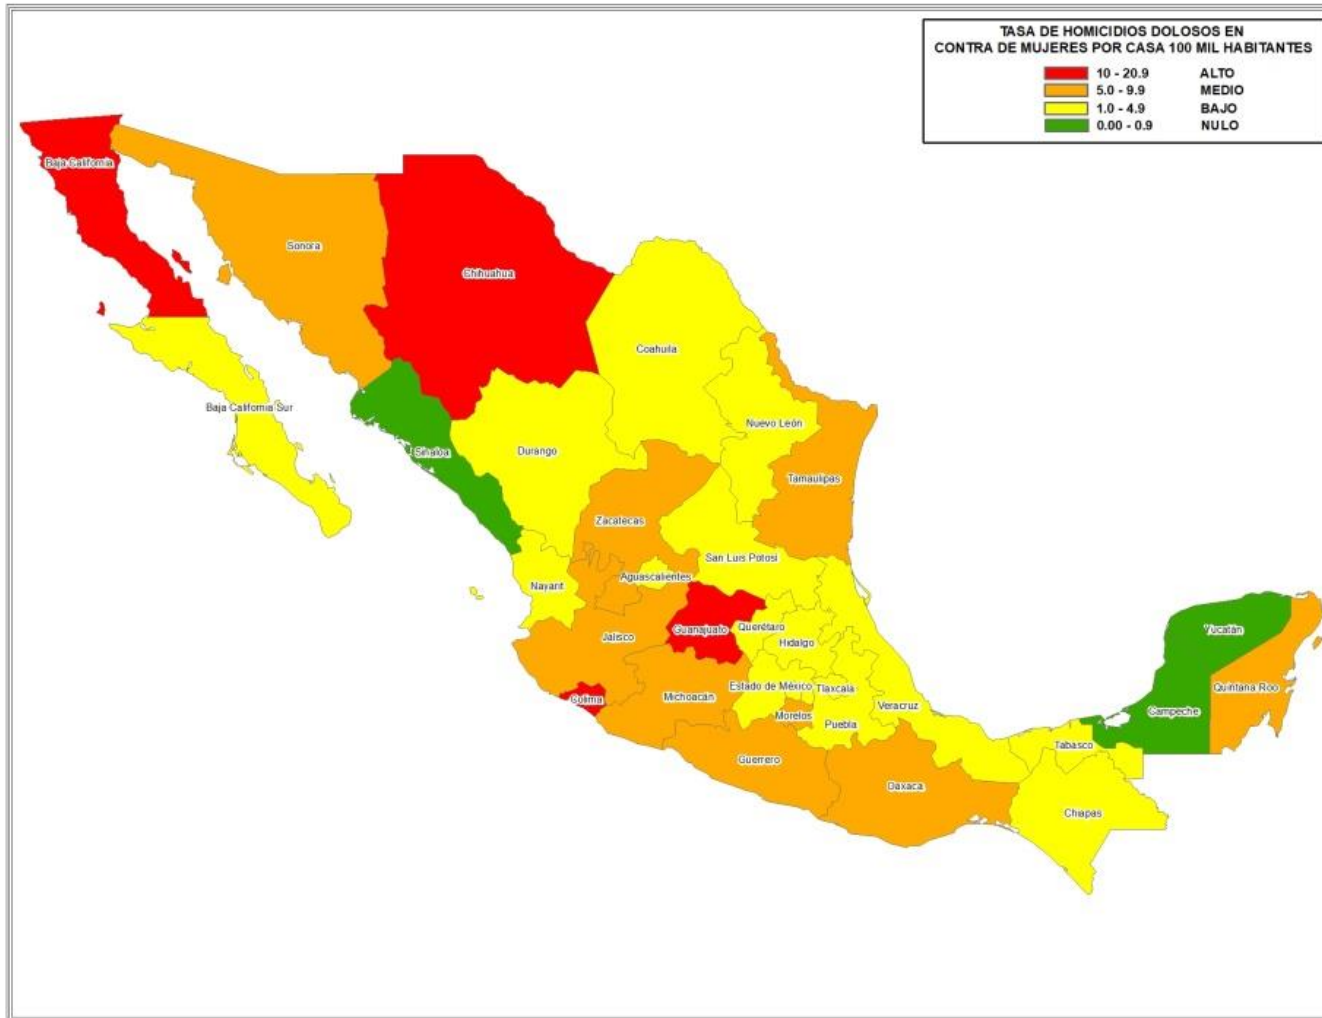 TASA DE HOMICIDIOS DOLOSOS EN
CONTRA DE MUJERES POR CASA 100 MIL HABITANTES
10 - 20.9 ALTO
5.0 - 9.9 MEDIO
1.0 - 4.9 BAJO
0.00 - 0.9 NULO
Baja California
Sonora
Chihuahua
Coahuila
Baja California Sur
Nuevo León
Durango
Sinaloa
Tamaulipas
Zacatecas
San Luis Potosí
Aguascalientes
Nayarit
Guanajuato
Querétaro
Jalisco
Hidalgo
Yucatán
Estado de México
Tlaxcala
Quintana Roo
Colima
Michoacán
Veracruz
Campeche
Morelos
Puebla
Tabasco
Guerrero
Oaxaca
Chiapas